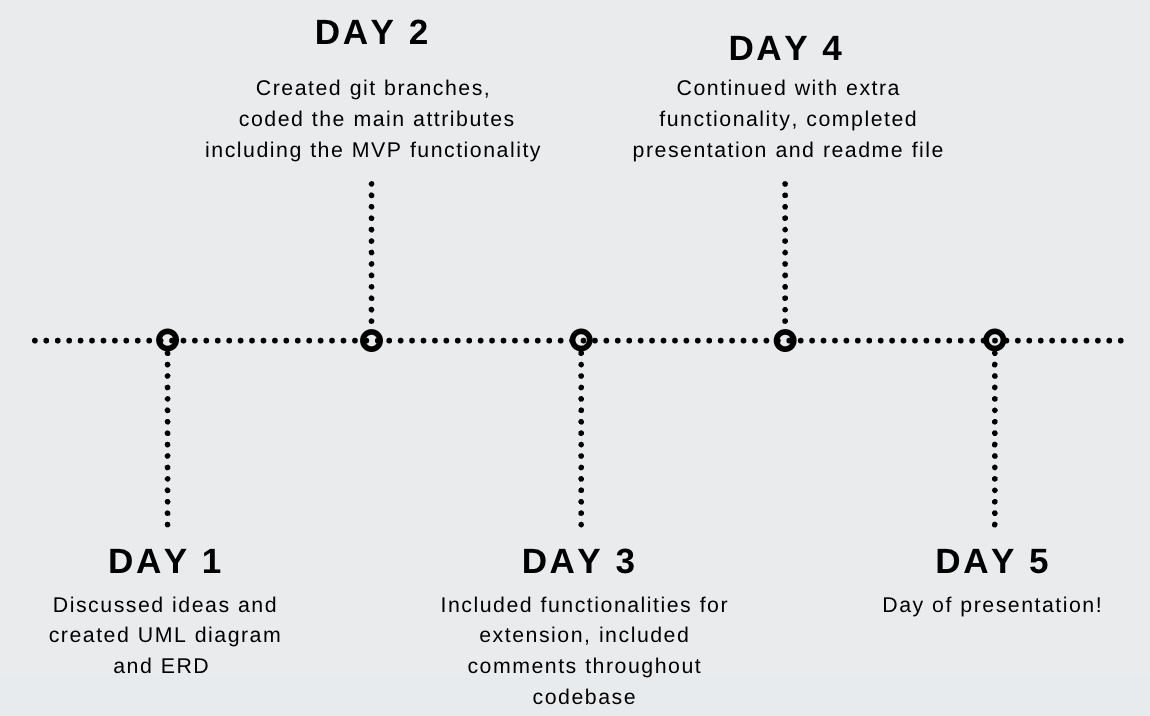 DAY 2
Created git branches,
coded the main attributes
including the MVP functionality
DAY 4
Continued with extra
functionality, completed
presentation and readme file
DAY 1
Discussed ideas and
created UML diagram
and ERD
DAY 3
Included functionalities for
extension, included
comments throughout
codebase
DAY 5
Day of presentation!